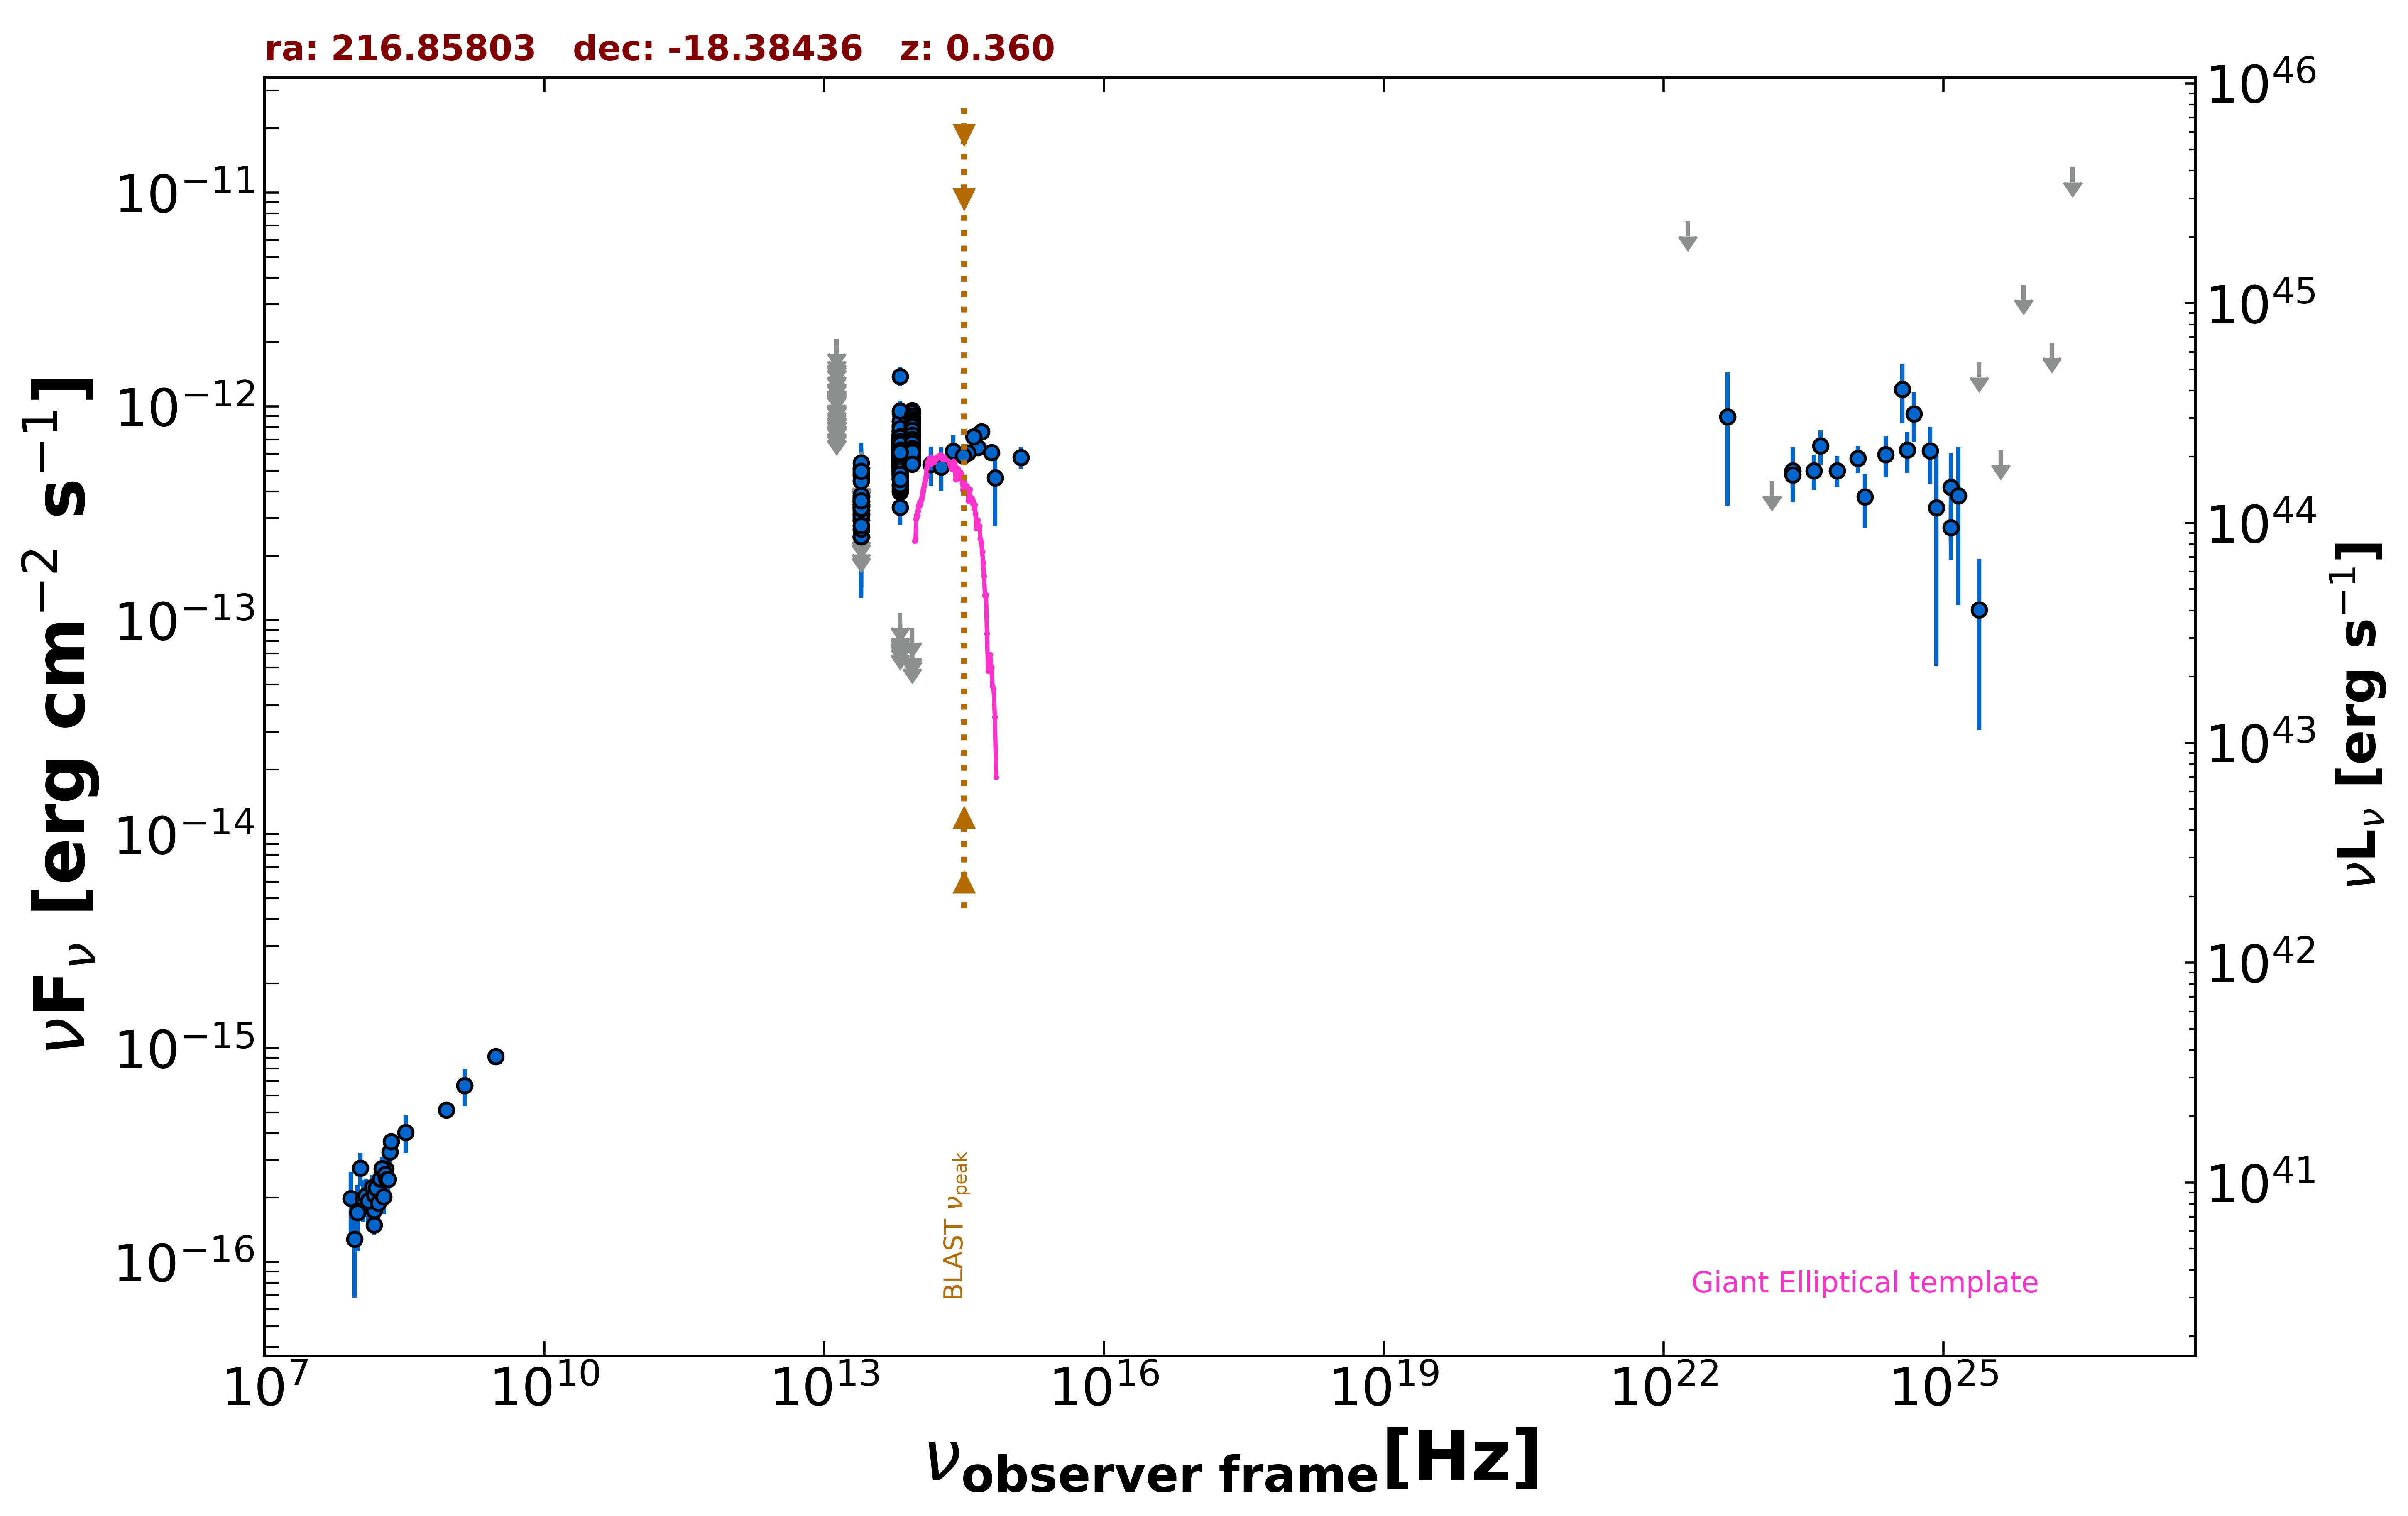 ra: 216.85803   dec: -18.38436   z: 0.360
νF_ν [erg cm^−2 s^−1]
10^−11
10^−12
10^−13
10^−14
10^−15
10^−16
10^46
10^45
10^44
10^43
10^42
10^41
νL_ν [erg s^−1]
BLAST ν_peak
Giant Elliptical template
10^7 10^10 10^13 10^16 10^19 10^22 10^25
ν_observer frame [Hz]